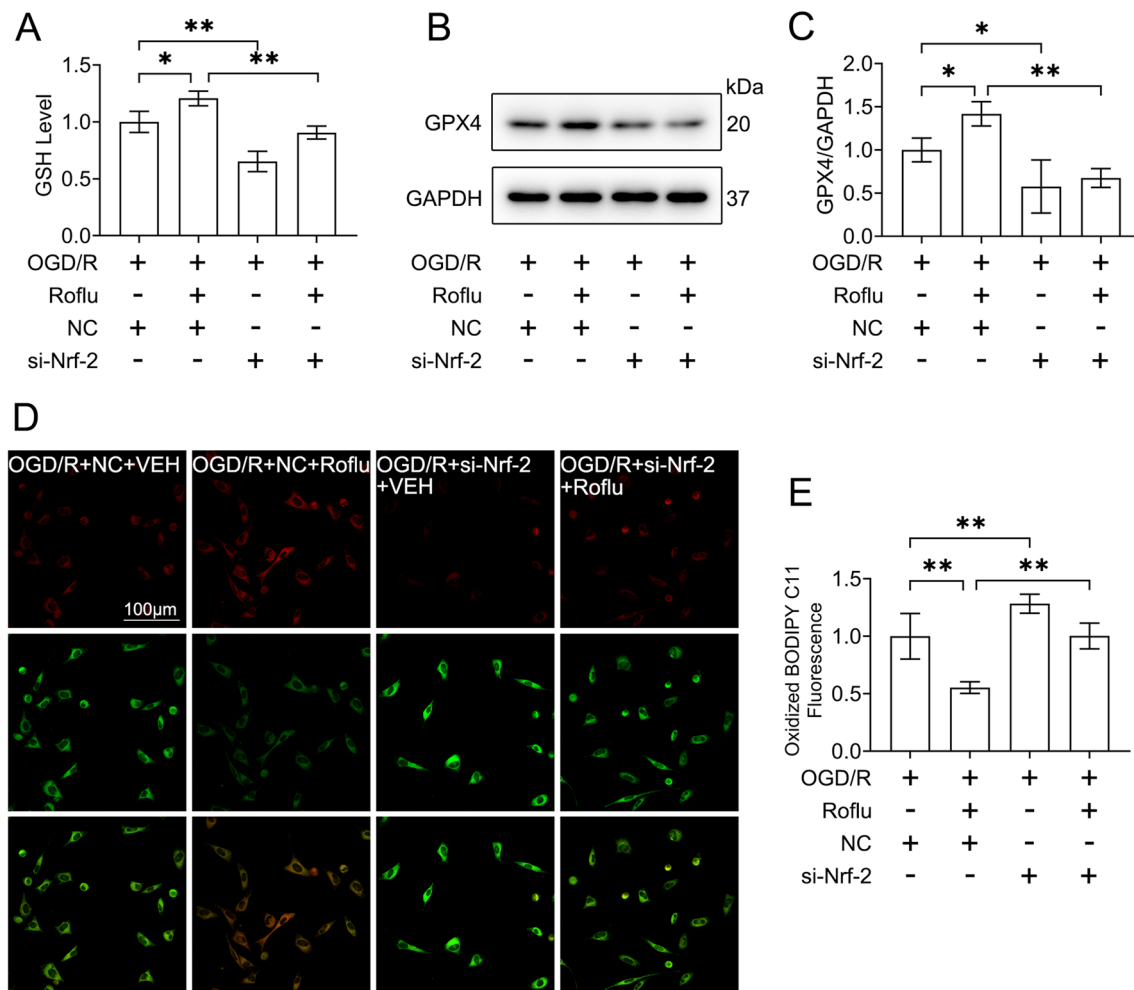 A
** 
* **
GSH Level
1.5
1.0
0.5
0.0
OGD/R + + + +
Roflu - + - +
NC + + - -
si-Nrf-2 - - + +
B
kDa
GPX4 20
GAPDH 37
OGD/R + + + +
Roflu - + - +
NC + + - -
si-Nrf-2 - - + +
C
*
* **
GPX4/GAPDH
2.0
1.5
1.0
0.5
0.0
OGD/R + + + +
Roflu - + - +
NC + + - -
si-Nrf-2 - - + +
D
OGD/R+NC+VEH
100μm
OGD/R+NC+Roflu
OGD/R+si-Nrf-2
+VEH
OGD/R+si-Nrf-2
+Roflu
E
**
** **
Oxidized BODIPY C11
Fluorescence
1.5
1.0
0.5
0.0
OGD/R + + + +
Roflu - + - +
NC + + - -
si-Nrf-2 - - + +